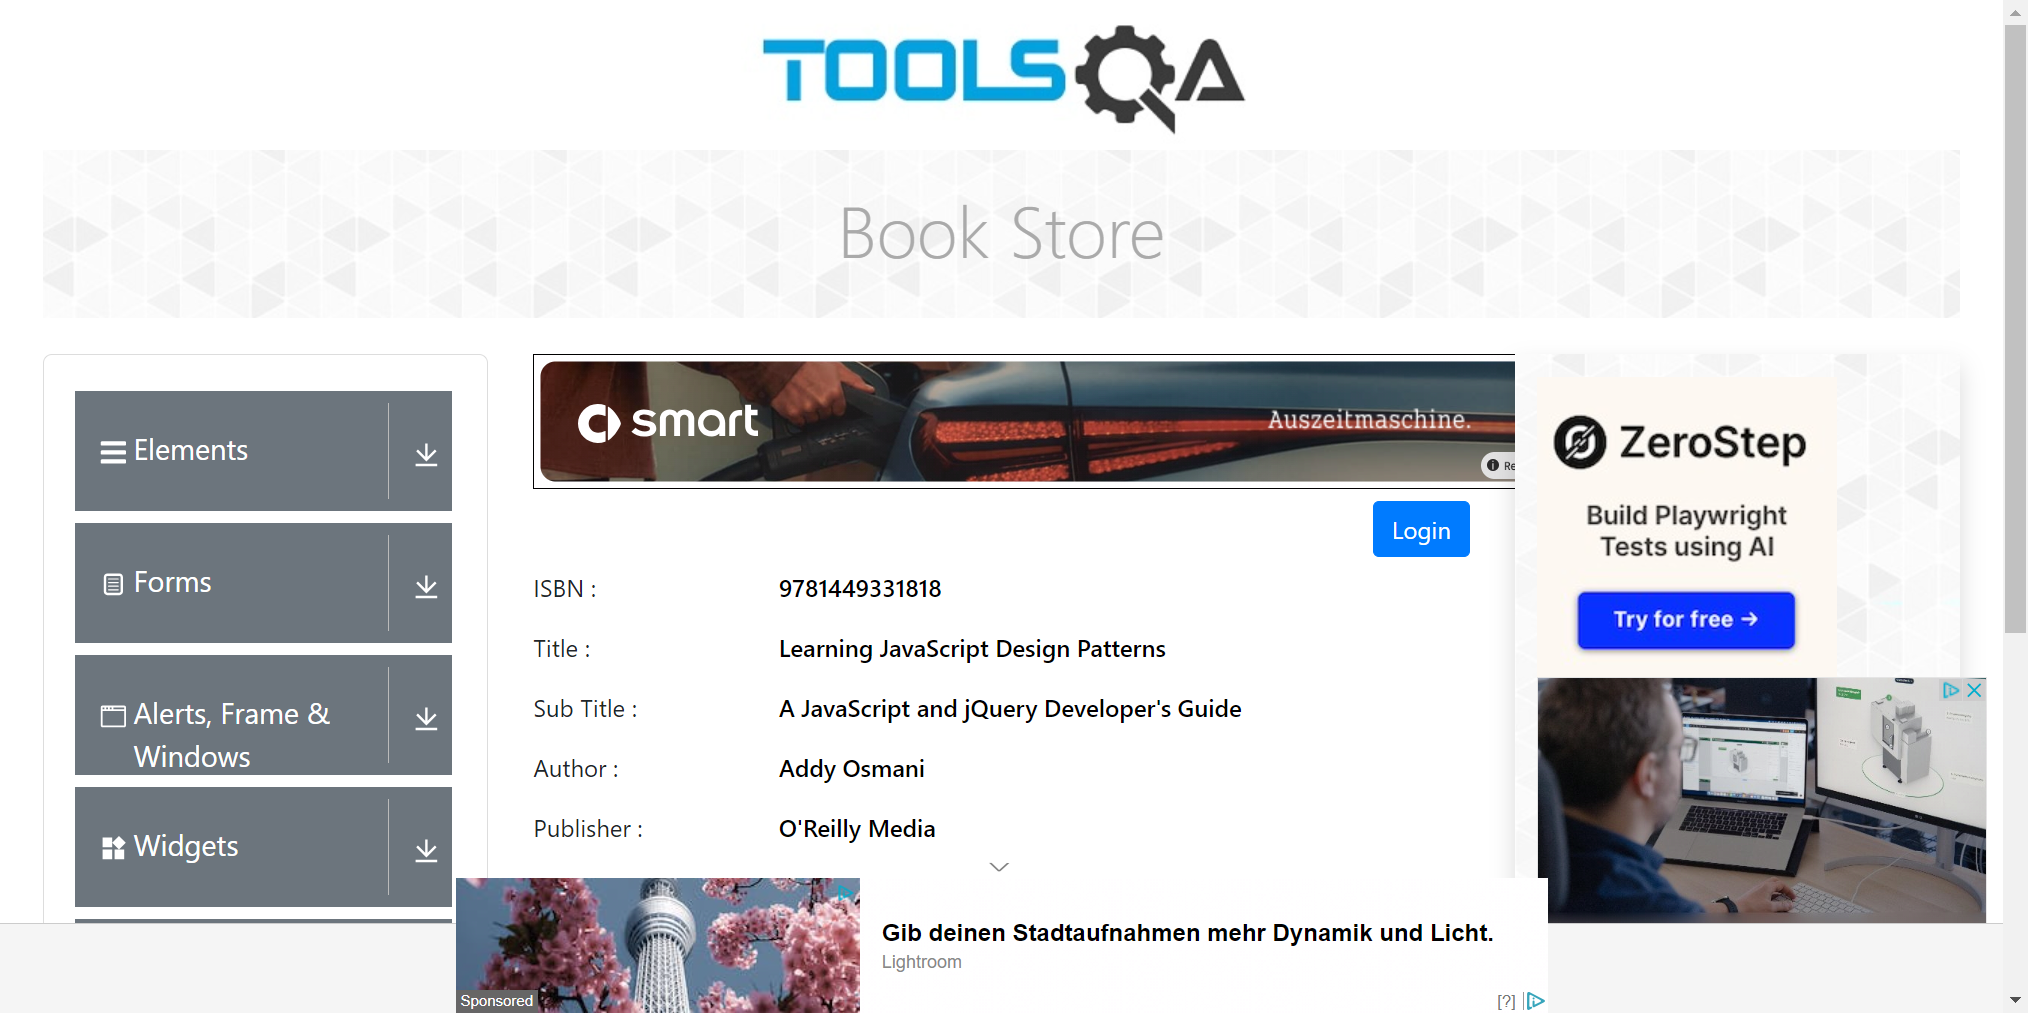 TOOLSQA
Book Store
Elements
Forms
Alerts, Frame &
Windows
Widgets
smart
Auszeitmaschine.
Re
Login
ISBN :
9781449331818
Title :
Learning JavaScript Design Patterns
Sub Title :
A JavaScript and jQuery Developer's Guide
Author :
Addy Osmani
Publisher :
O'Reilly Media
ZeroStep
Build Playwright
Tests using AI
Try for free →
Sponsored
Gib deinen Stadtaufnahmen mehr Dynamik und Licht.
Lightroom
[?]